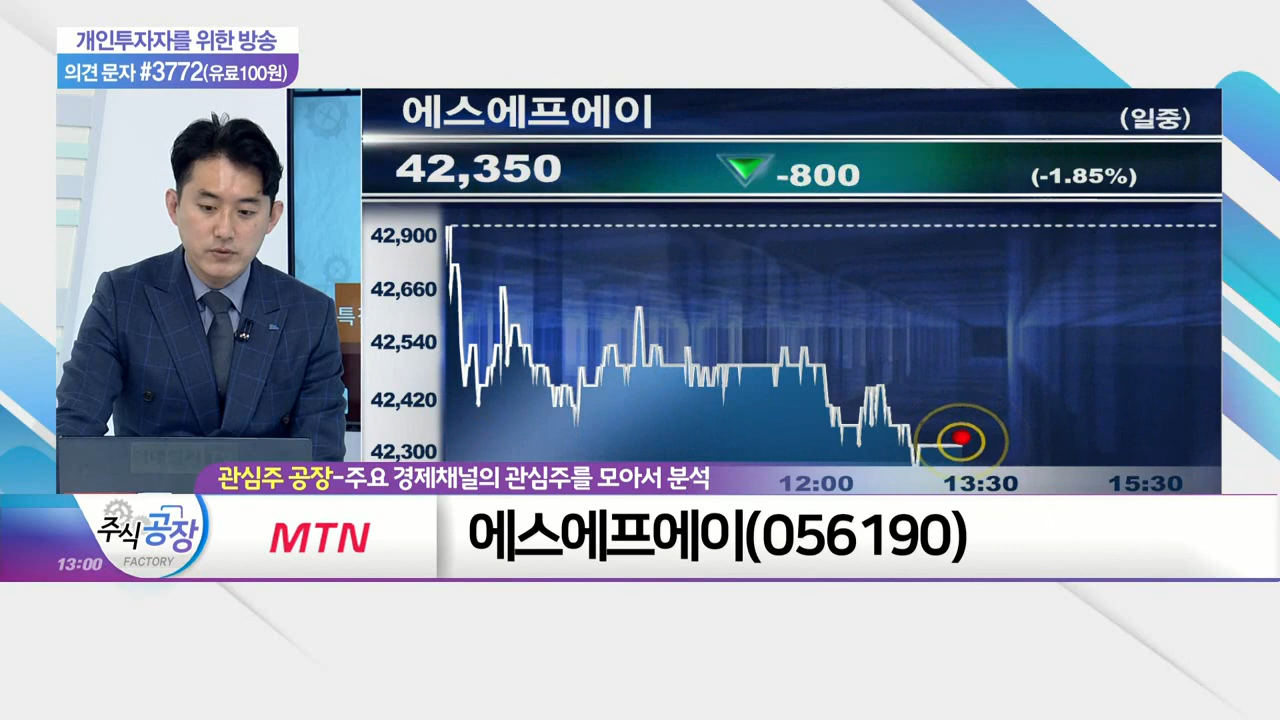 개인투자자를 위한 방송
의견 문자 #3772(유료100원)
에스에프에이
(일중)
42,350
-800
(-1.85%)
42,900
42,660
42,540
42,420
42,300
특
12:00
13:30
15:30
관심주 공장-주요 경제채널의 관심주를 모아서 분석
주식공장
FACTORY
13:00
MTN
에스에프에이(056190)